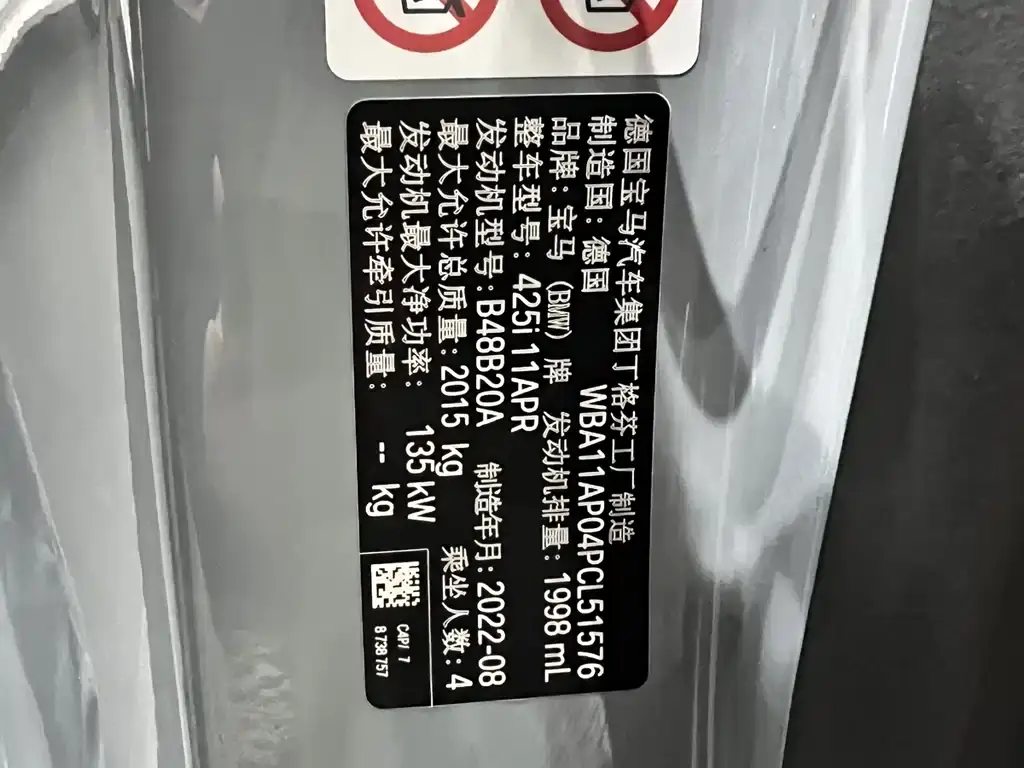 德国宝马汽车集团丁格芬工厂制造
制造国：德国 WBA11AP04PCL51576
品牌：宝马（BMW）牌 发动机排量：1998 mL
整车型号：425i 11APR
发动机型号：B48B20A 制造年月：2022-08
最大允许总质量：2015 kg 乘坐人数：4
发动机最大净功率： 135 kW
最大允许牵引质量： -- kg
C4P/ 7
8 738 757